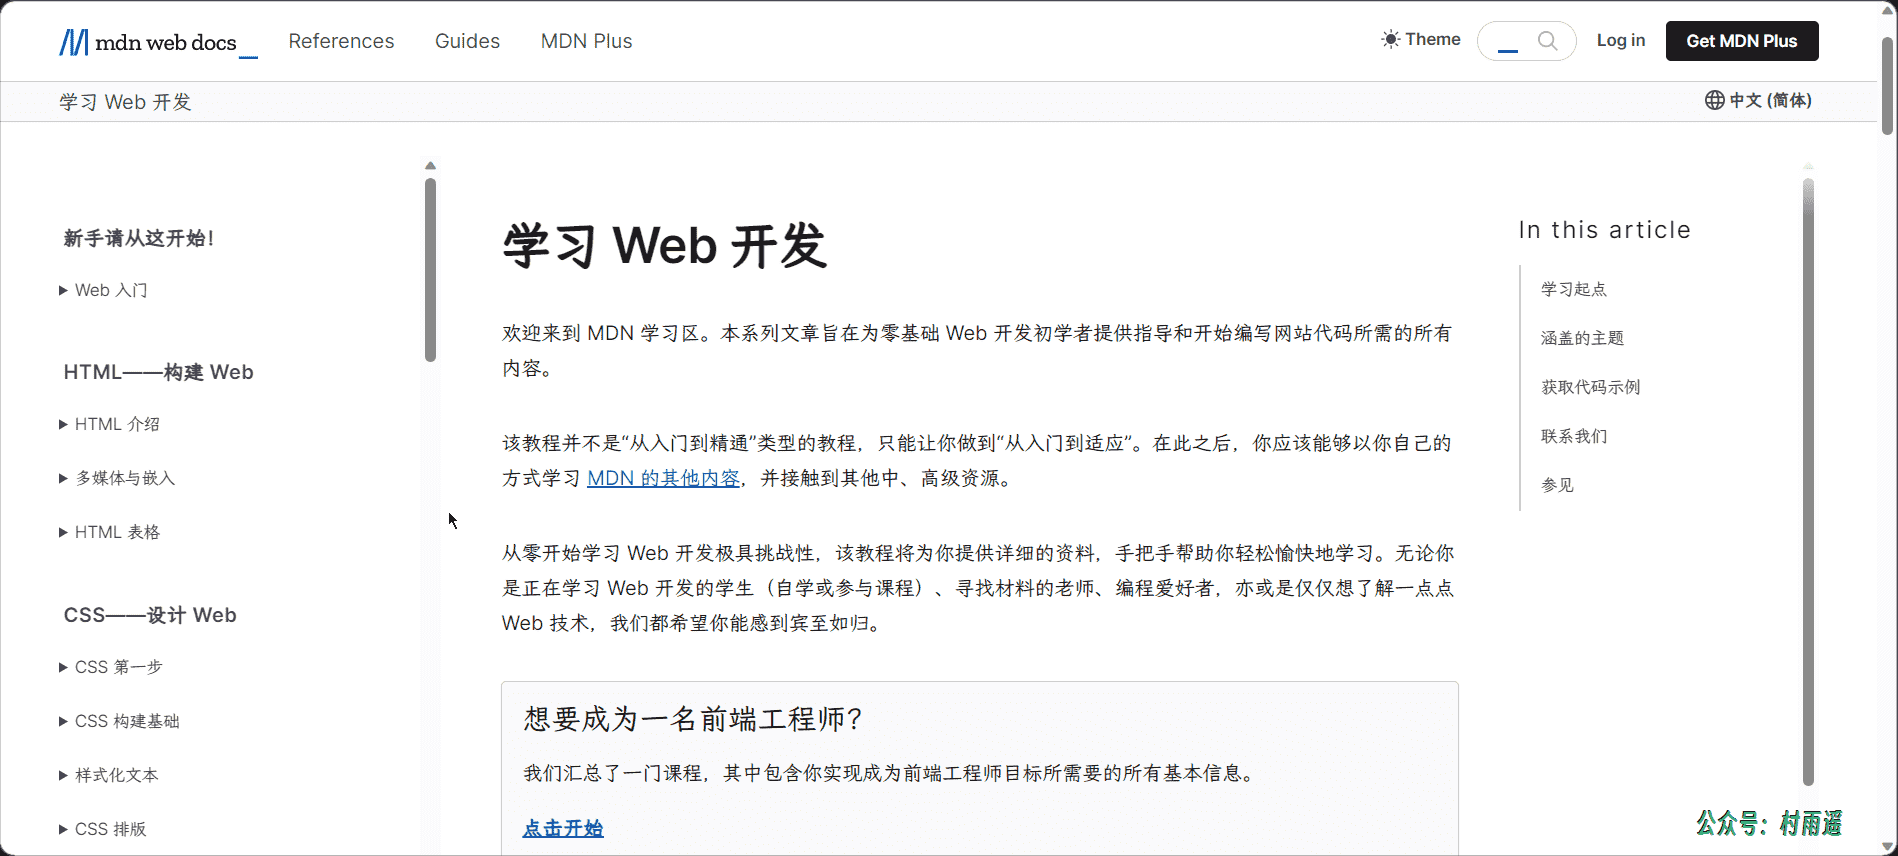 mdn web docs_
References
Guides
MDN Plus
Theme
Log in
Get MDN Plus
学习 Web 开发
中文 (简体)
新手请从这开始！
Web 入门
HTML——构建 Web
HTML 介绍
多媒体与嵌入
HTML 表格
CSS——设计 Web
CSS 第一步
CSS 构建基础
样式化文本
CSS 排版
学习 Web 开发
欢迎来到 MDN 学习区。本系列文章旨在为零基础 Web 开发初学者提供指导和开始编写网站代码所需的所有
内容。
该教程并不是“从入门到精通”类型的教程，只能让你做到“从入门到适应”。在此之后，你应该能够以你自己的
方式学习 MDN 的其他内容，并接触到其他中、高级资源。
从零开始学习 Web 开发极具挑战性，该教程将为你提供详细的资料，手把手帮助你轻松愉快地学习。无论你
是正在学习 Web 开发的学生（自学或参与课程）、寻找材料的老师、编程爱好者，亦或是仅仅想了解一点点
Web 技术，我们都希望你能感到宾至如归。
想要成为一名前端工程师？
我们汇总了一门课程，其中包含你实现成为前端工程师目标所需要的所有基本信息。
点击开始
In this article
学习起点
涵盖的主题
获取代码示例
联系我们
参见
公众号：村雨遥